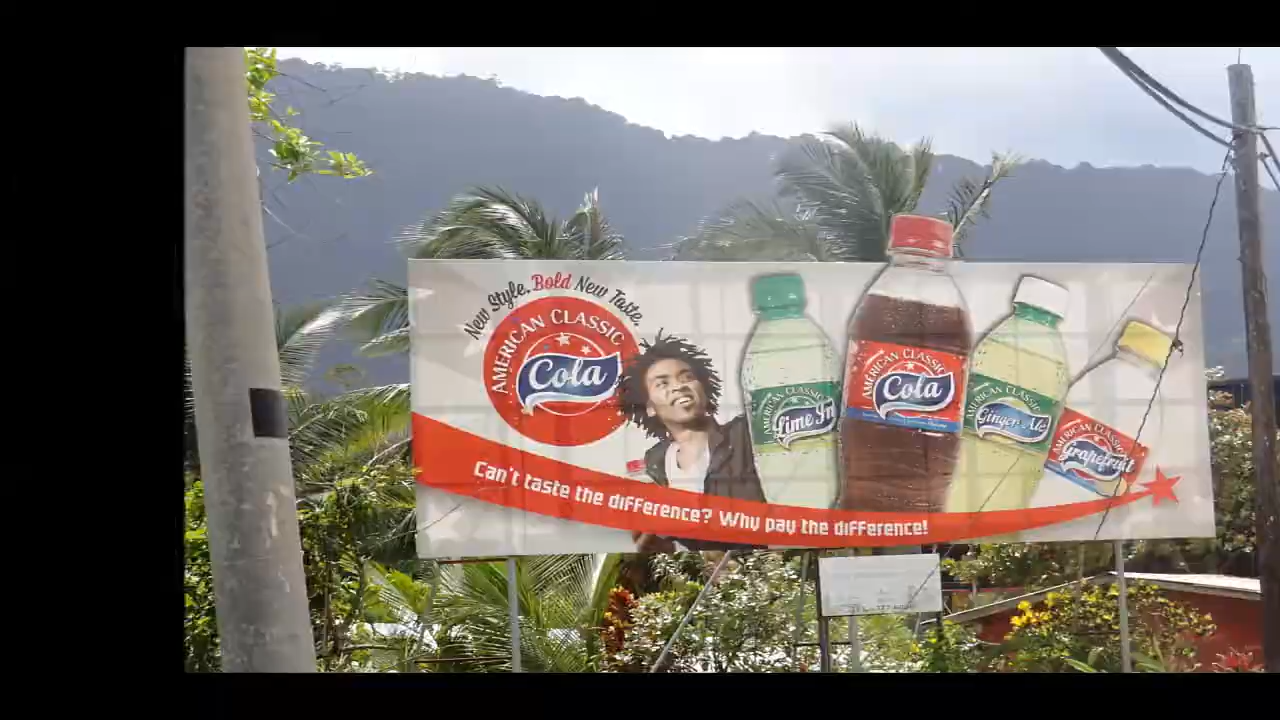 New Style, Bold New Taste.
AMERICAN CLASSIC
Cola
AMERICAN CLASSIC
Lime In
AMERICAN CLASSIC
Cola
AMERICAN CLASSIC
Ginger Ale
AMERICAN CLASSIC
Grapefruit
Can't taste the difference? Why pay the difference!